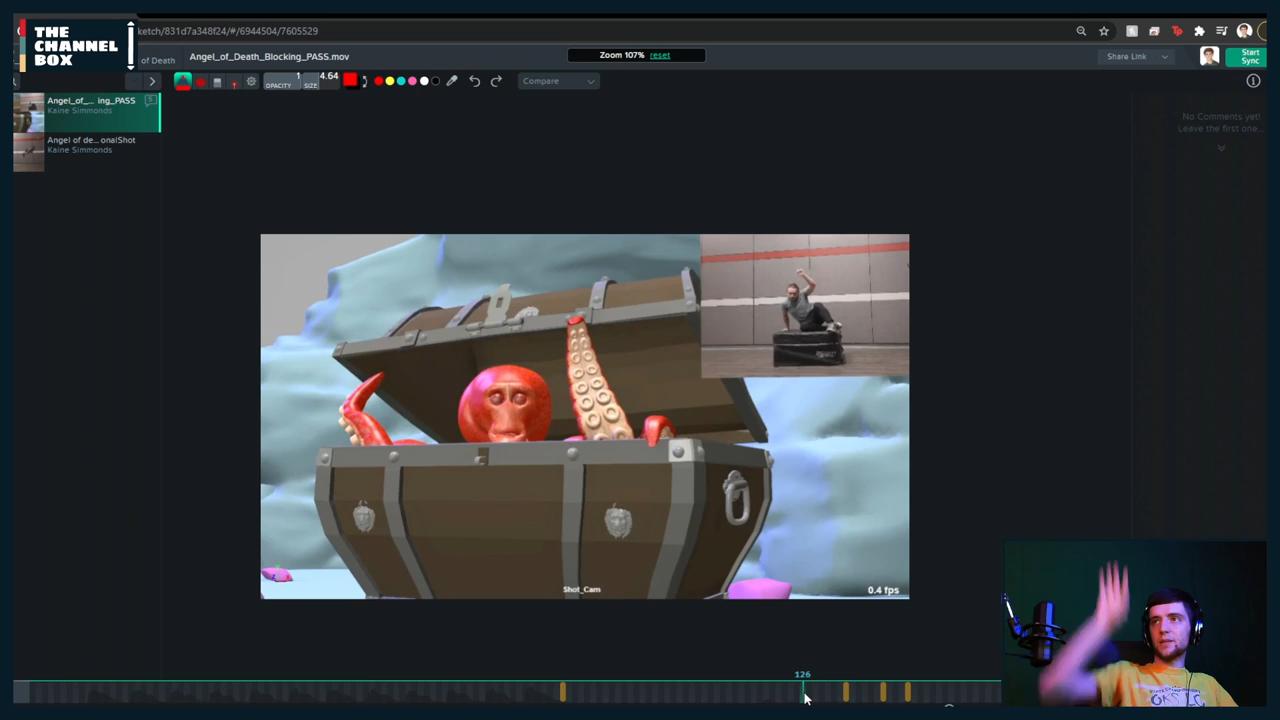 THE
CHANNEL
BOX
ketch/831d7a348f24/#/6944504/7605529
of Death
Angel_of_Death_Blocking_PASS.mov
Zoom 107% reset
Share Link
Start
Sync
1
OPACITY
4.64
SIZE
Compare
Angel_of_... ing_PASS
Kaine Simmonds
Angel of de... onalShot
Kaine Simmonds
No Comments yet!
Leave the first one...
Shot_Cam
0.4 fps
126